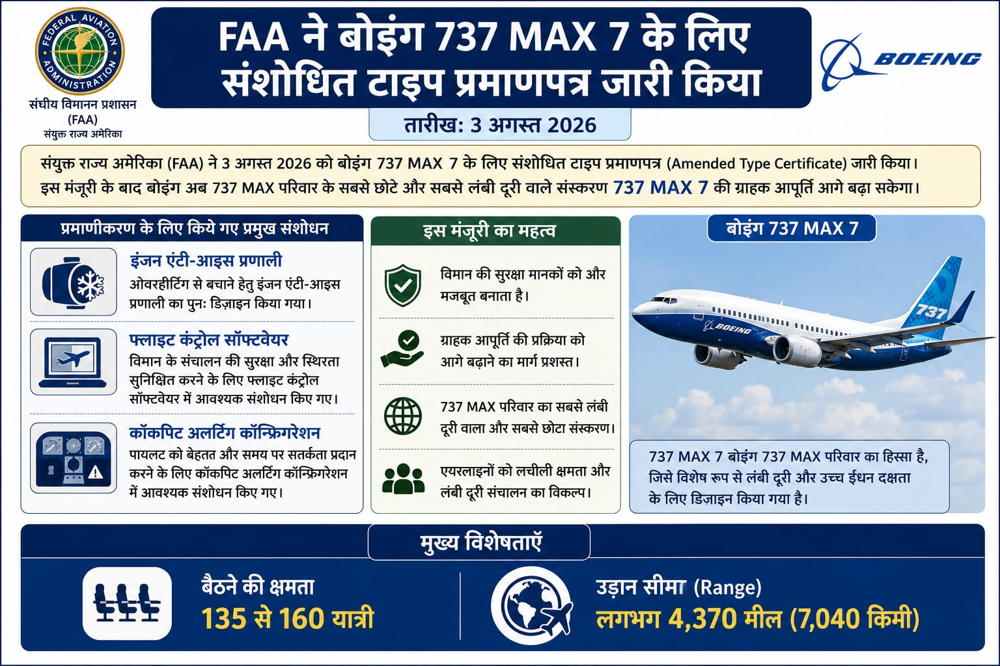 FEDERAL AVIATION ADMINISTRATION
संघीय विमानन प्रशासन
(FAA)
संयुक्त राज्य अमेरिका
FAA ने बोइंग 737 MAX 7 के लिए
संशोधित टाइप प्रमाणपत्र जारी किया
BOEING
तारीख: 3 अगस्त 2026
संयुक्त राज्य अमेरिका (FAA) ने 3 अगस्त 2026 को बोइंग 737 MAX 7 के लिए संशोधित टाइप प्रमाणपत्र (Amended Type Certificate) जारी किया।
इस मंजूरी के बाद बोइंग अब 737 MAX परिवार के सबसे छोटे और सबसे लंबी दूरी वाले संस्करण 737 MAX 7 की ग्राहक आपूर्ति आगे बढ़ा सकेगा।
प्रमाणीकरण के लिए किये गए प्रमुख संशोधन
इंजन एंटी-आइस प्रणाली
ओवरहीर्टिग से बचाने हेतु इंजन एंटी-आइस
प्रणाली का पुनः डिज़ाइन किया गया।
फ्लाइट कंट्रोल सॉफ्टवेयर
विमान के संचालन की सुरक्षा और स्थिरता
सुनिश्चित करने के लिए फ्लाइट कंट्रोल
सॉफ्टवेयर में आवश्यक संशोधन किए गए।
कॉकपिट अलर्टिग कॉन्फ्रिगरेशन
पायलट को बेहतत और समय पर सतर्कता प्रदान
करने के लिए कॉकपिट अलर्टिग कॉन्फ्रिगरेशन
में आवश्यक संशोधन किए गए।
इस मंजूरी का महत्व
विमान की सुरक्षा मानकों को और
मजबूत बनाता है।
ग्राहक आपूर्ति की प्रक्रिया को
आगे बढ़ाने का मार्ग प्रशस्त।
737 MAX परिवार का सबसे लंबी
दूरी वाला और सबसे छोटा संस्करण।
एयरलाइनों को लचीली क्षमता और
लंबी दूरी संचालन का विकल्प।
बोइंग 737 MAX 7
737
BOEING
737 MAX 7 बोइंग 737 MAX परिवार का हिस्सा है,
जिसे विशेष रूप से लंबी दूरी और उच्च ईधन दक्षता
के लिए डिज़ाइन किया गया है।
मुख्य विशेषताएँ
बैठने की क्षमता
135 से 160 यात्री
उड़ान सीमा (Range)
लगभग 4,370 मील (7,040 किमी)